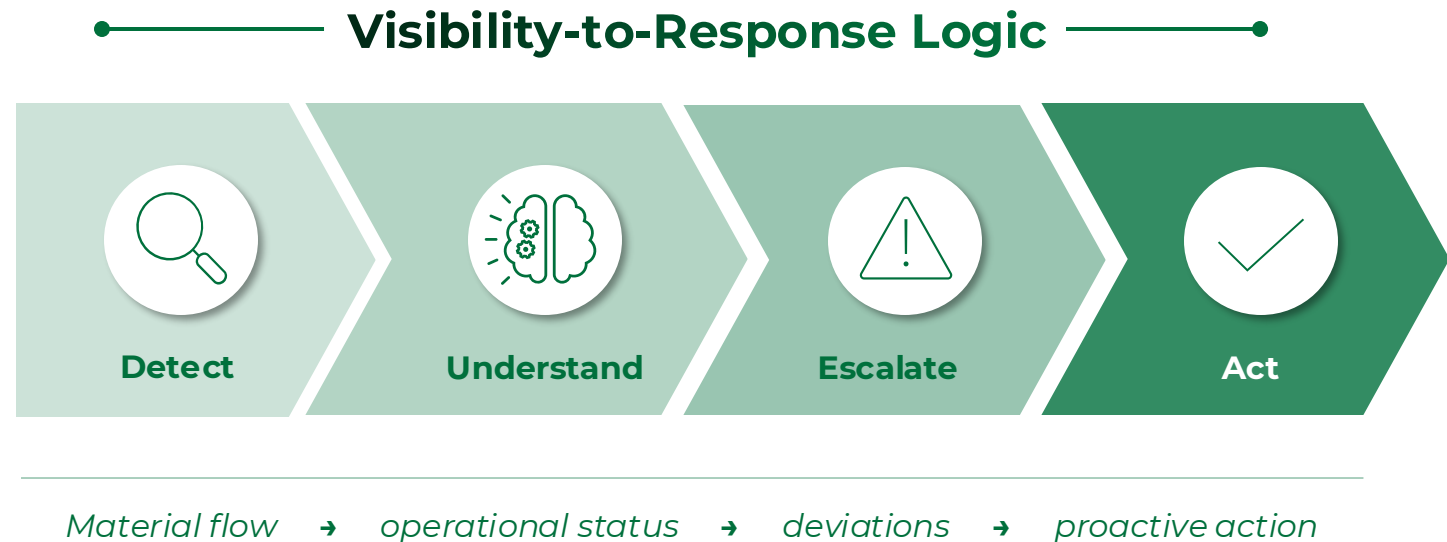 Visibility-to-Response Logic
Detect
Understand
Escalate
Act
Material flow → operational status → deviations → proactive action